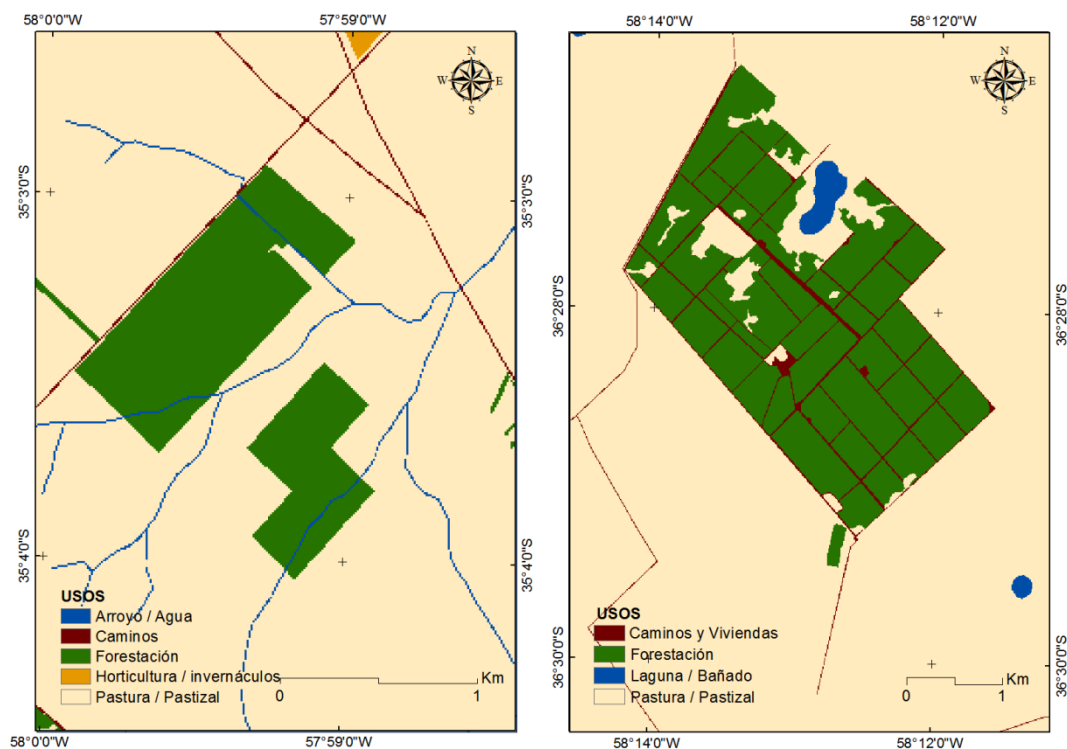 58°0'0"W
57°59'0"W
N
W
E
S
35°3'0"S
35°3'0"S
35°4'0"S
35°4'0"S
USOS
Arroyo / Agua
Caminos
Forestación
Horticultura / invernáculos
Pastura / Pastizal
Km
0
1
58°0'0"W
57°59'0"W
58°14'0"W
58°12'0"W
N
W
E
S
36°28'0"S
36°28'0"S
36°30'0"S
36°30'0"S
USOS
Caminos y Viviendas
Forestación
Laguna / Bañado
Pastura / Pastizal
Km
0
1
58°14'0"W
58°12'0"W